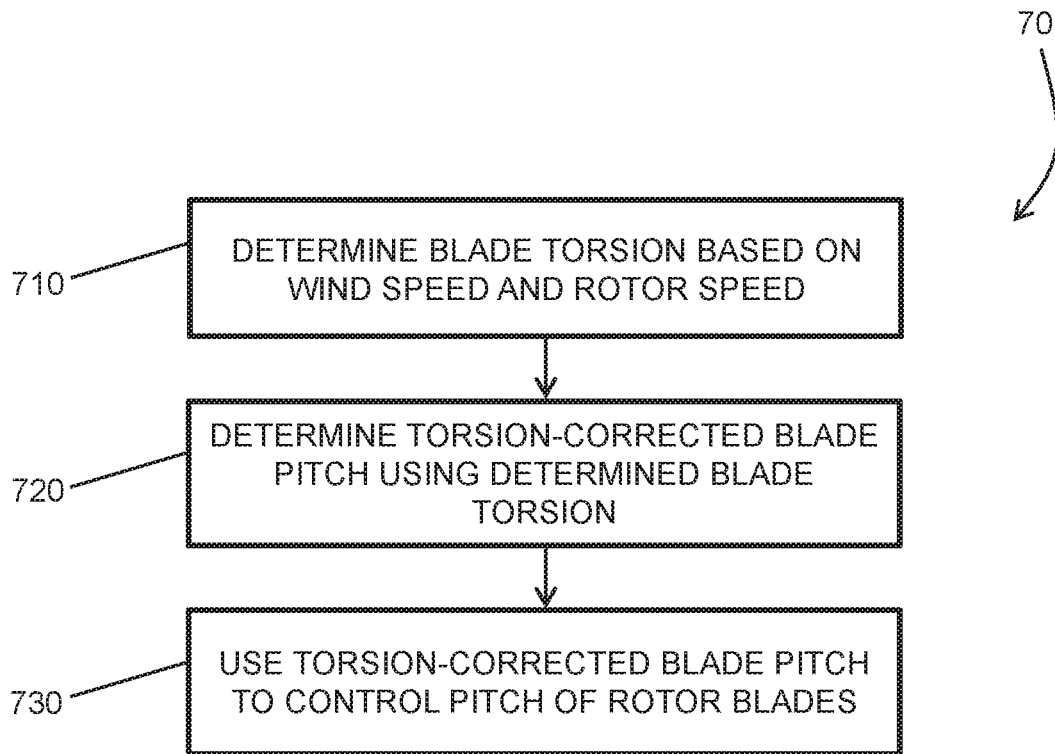 70
710
DETERMINE BLADE TORSION BASED ON
WIND SPEED AND ROTOR SPEED
720
DETERMINE TORSION-CORRECTED BLADE
PITCH USING DETERMINED BLADE
TORSION
730
USE TORSION-CORRECTED BLADE PITCH
TO CONTROL PITCH OF ROTOR BLADES